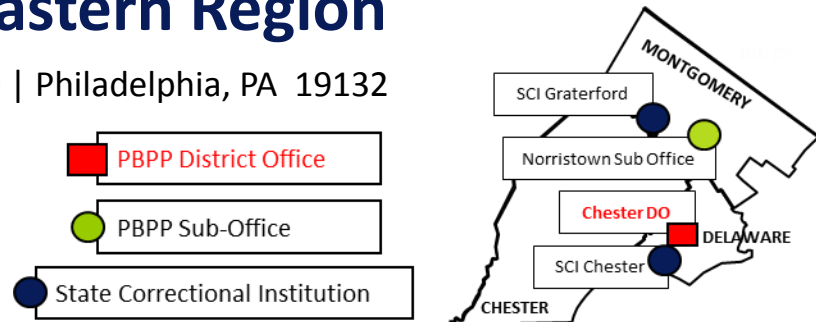 astern Region
| Philadelphia, PA 19132
PBPP District Office
PBPP Sub-Office
State Correctional Institution
MONTGOMERY
SCI Graterford
Norristown Sub Office
Chester DO
DELAWARE
SCI Chester
CHESTER